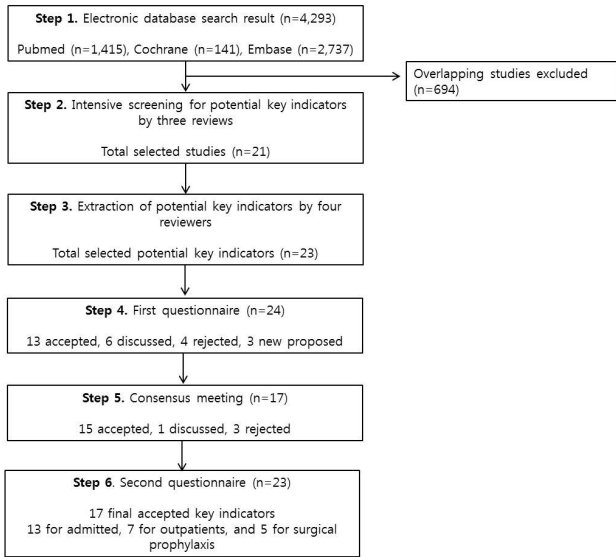 Step 1. Electronic database search result (n=4,293)
Pubmed (n=1,415), Cochrane (n=141), Embase (n=2,737)
Overlapping studies excluded
(n=694)
Step 2. Intensive screening for potential key indicators
by three reviews
Total selected studies (n=21)
Step 3. Extraction of potential key indicators by four
reviewers
Total selected potential key indicators (n=23)
Step 4. First questionnaire (n=24)
13 accepted, 6 discussed, 4 rejected, 3 new proposed
Step 5. Consensus meeting (n=17)
15 accepted, 1 discussed, 3 rejected
Step 6. Second questionnaire (n=23)
17 final accepted key indicators
13 for admitted, 7 for outpatients, and 5 for surgical
prophylaxis